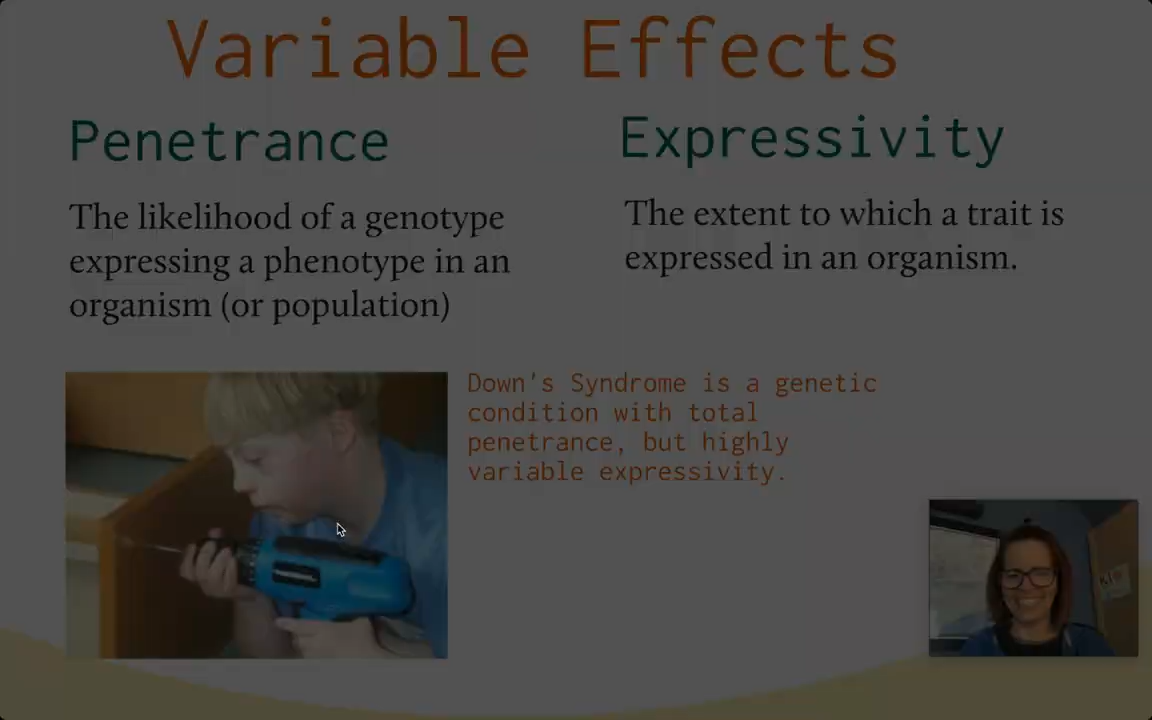 Variable Effects
Penetrance
The likelihood of a genotype
expressing a phenotype in an
organism (or population)
Expressivity
The extent to which a trait is
expressed in an organism.
Down's Syndrome is a genetic
condition with total
penetrance, but highly
variable expressivity.